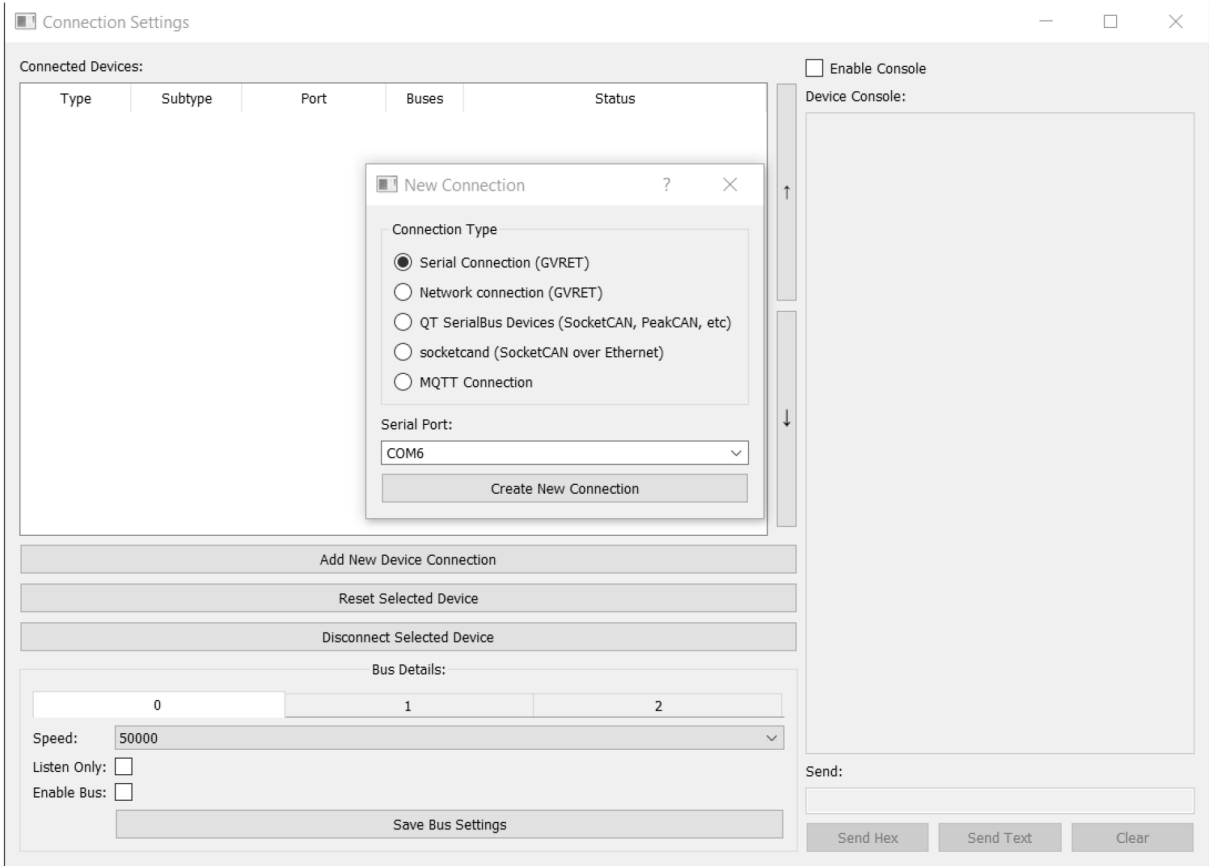 Connection Settings
Connected Devices:
Type Subtype Port Buses Status
New Connection ?
Connection Type
Serial Connection (GVRET)
Network connection (GVRET)
QT SerialBus Devices (SocketCAN, PeakCAN, etc)
socketcand (SocketCAN over Ethernet)
MQTT Connection
Serial Port:
COM6
Create New Connection
↑
↓
Add New Device Connection
Reset Selected Device
Disconnect Selected Device
Bus Details:
0 1 2
Speed: 50000
Listen Only:
Enable Bus:
Save Bus Settings
Enable Console
Device Console:
Send:
Send Hex Send Text Clear